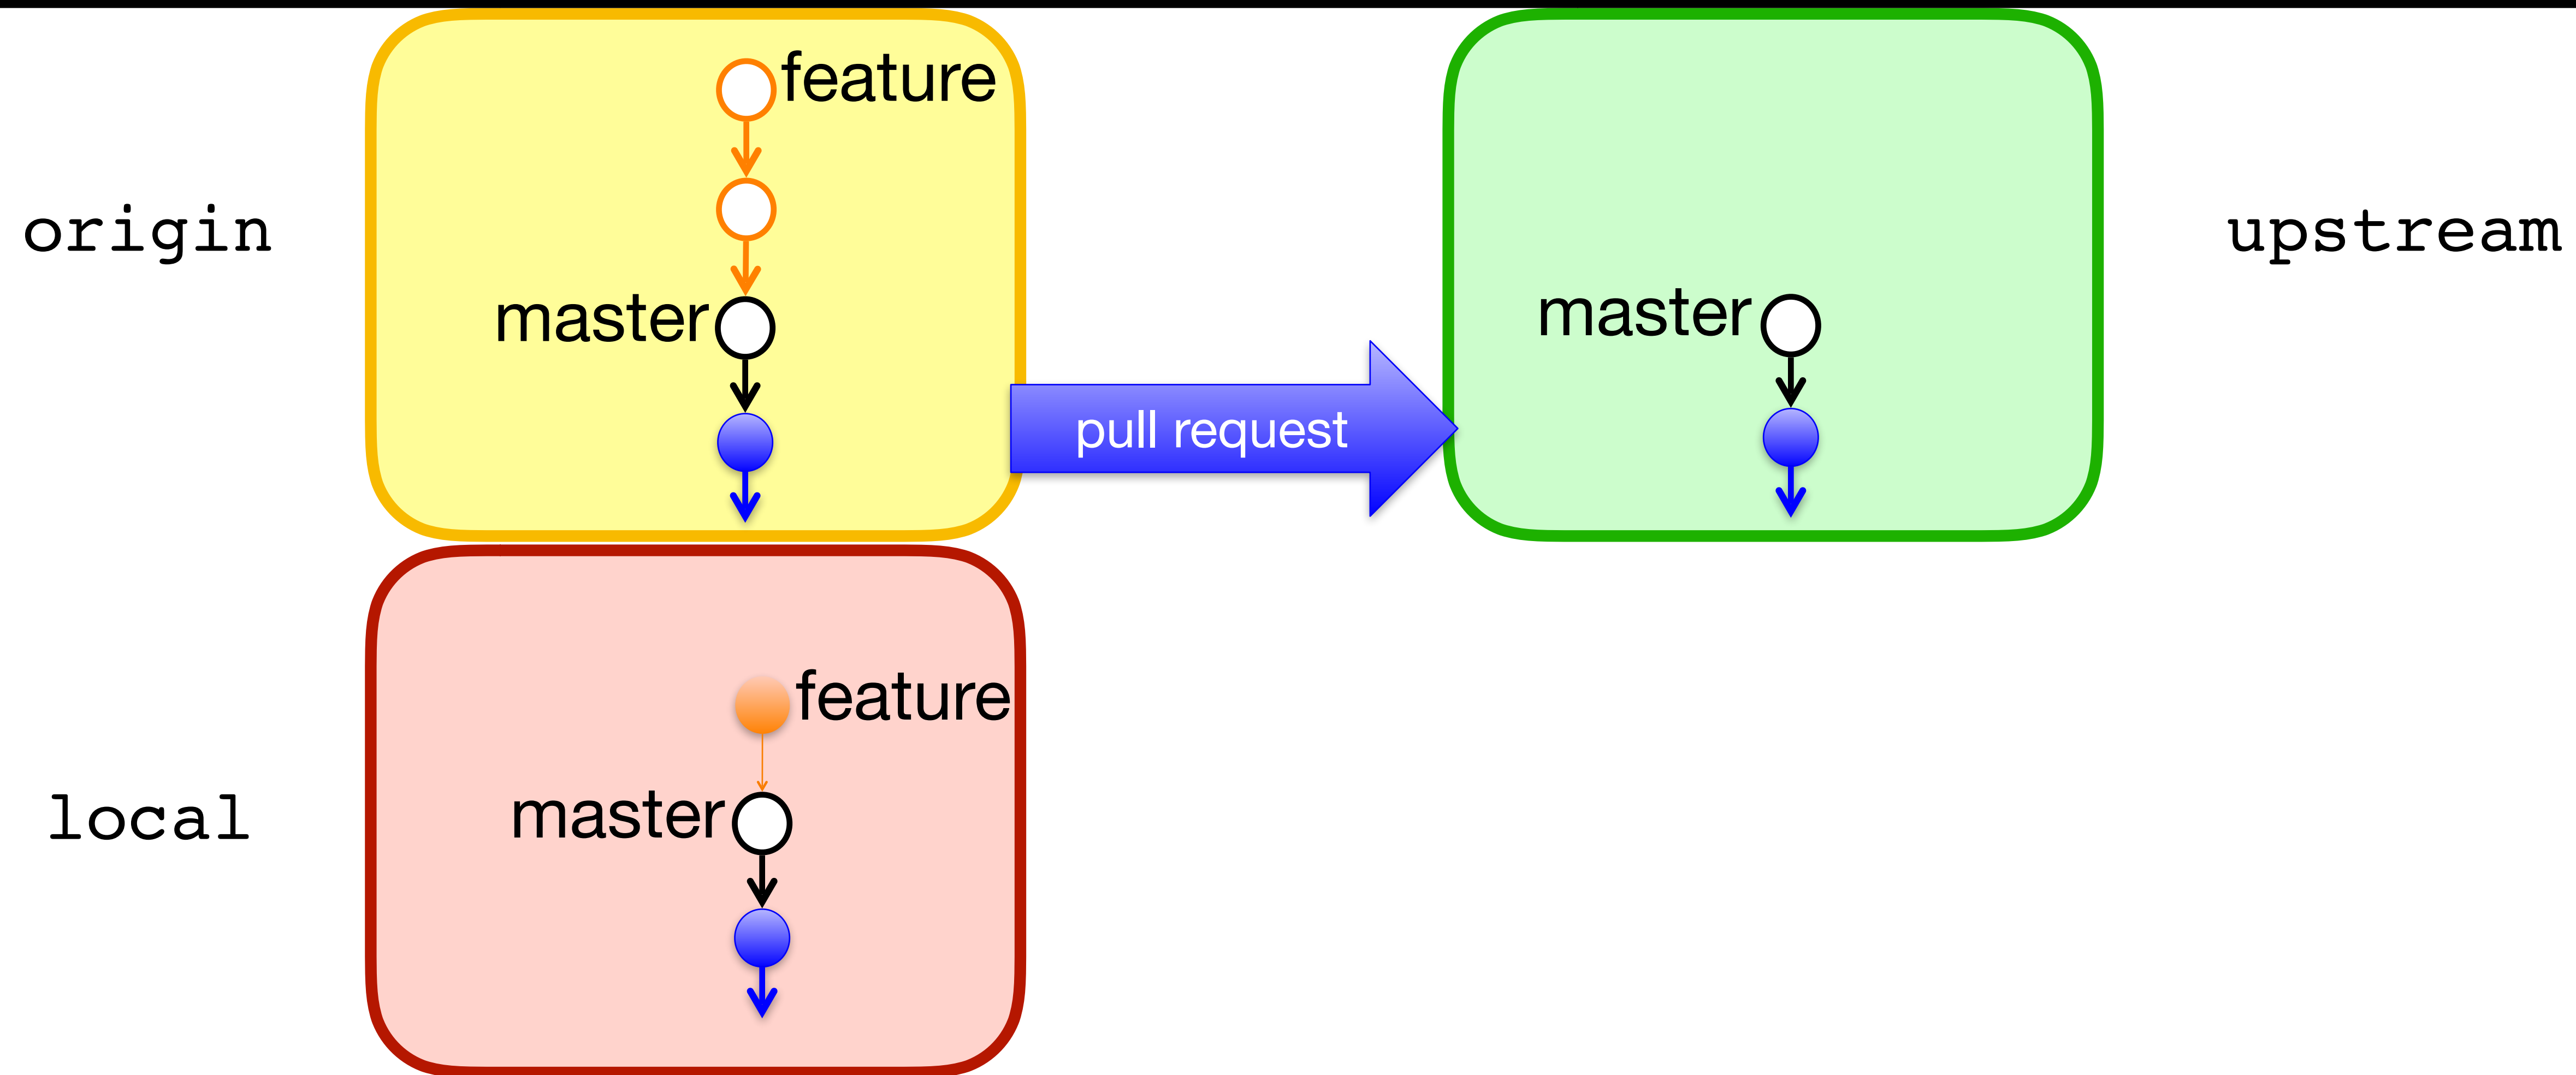 feature
origin
upstream
master
master
pull request
feature
local
master